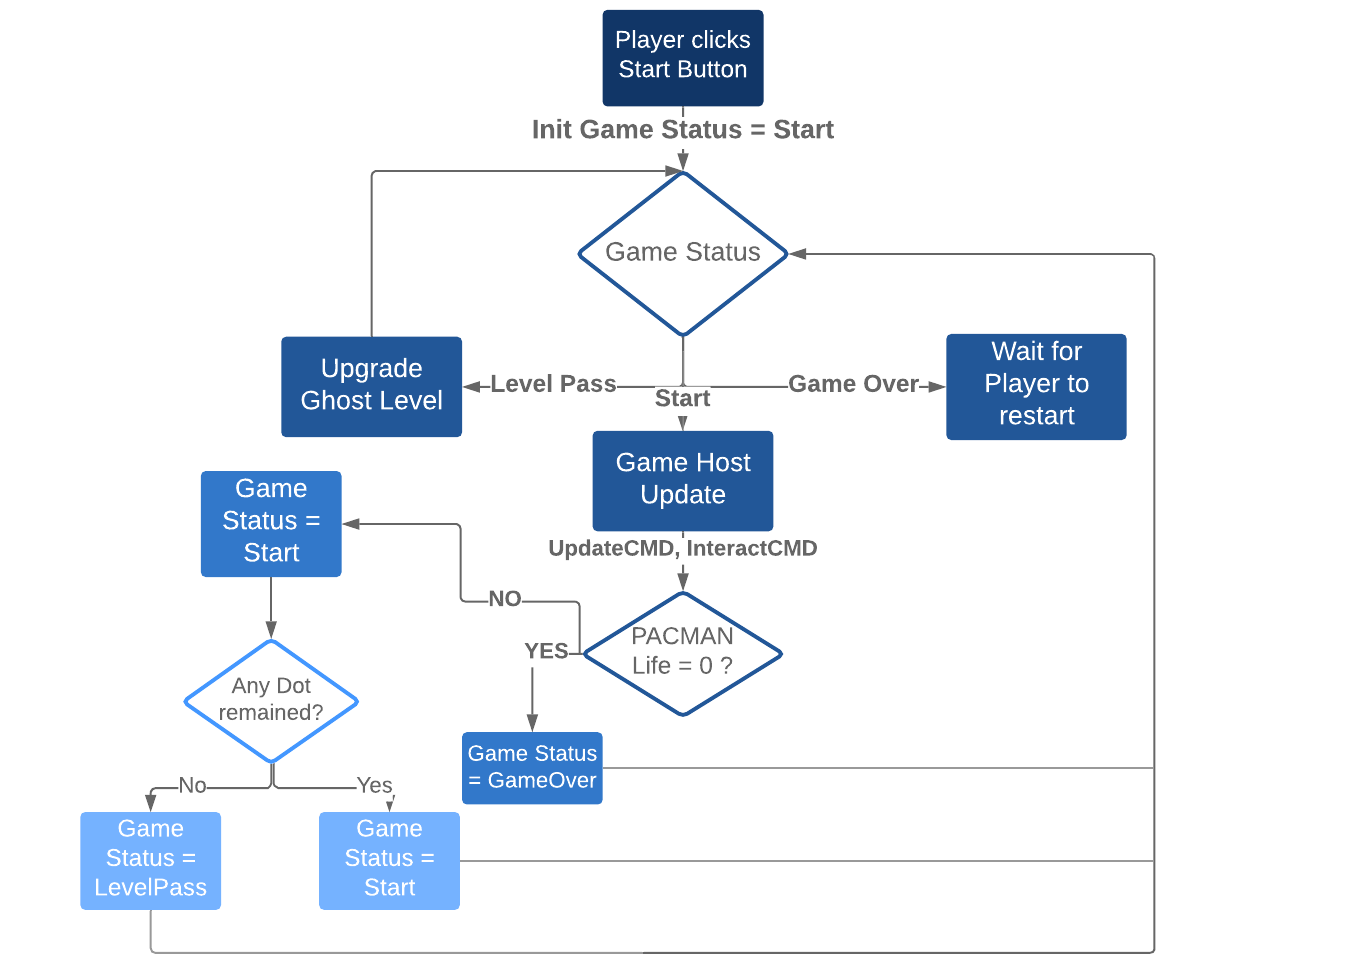 Player clicks
Start Button
Init Game Status = Start
Game Status
Upgrade
Ghost Level
Level Pass
Start
Game Over
Wait for
Player to
restart
Game Host
Update
UpdateCMD, InteractCMD
Game
Status =
Start
NO
YES
PACMAN
Life = 0 ?
Any Dot
remained?
Game Status
= GameOver
No
Yes
Game
Status =
LevelPass
Game
Status =
Start